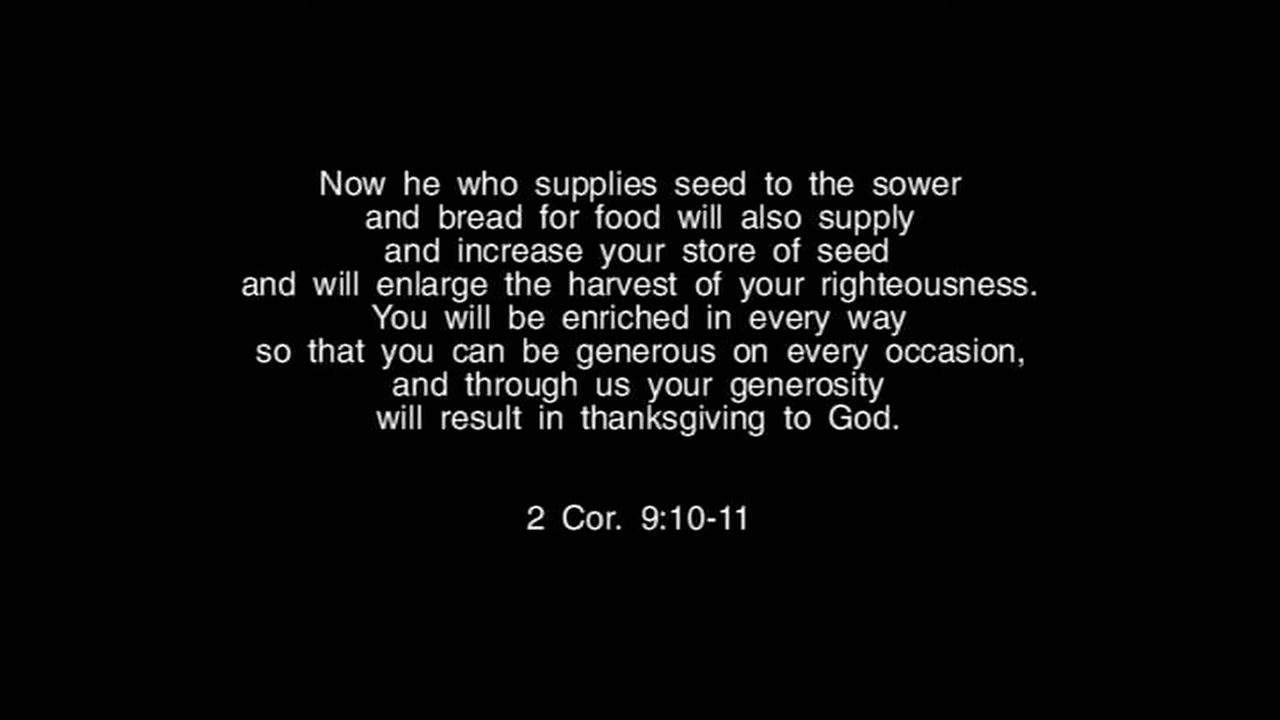 Now he who supplies seed to the sower
and bread for food will also supply
and increase your store of seed
and will enlarge the harvest of your righteousness.
You will be enriched in every way
so that you can be generous on every occasion,
and through us your generosity
will result in thanksgiving to God.
2 Cor. 9:10-11